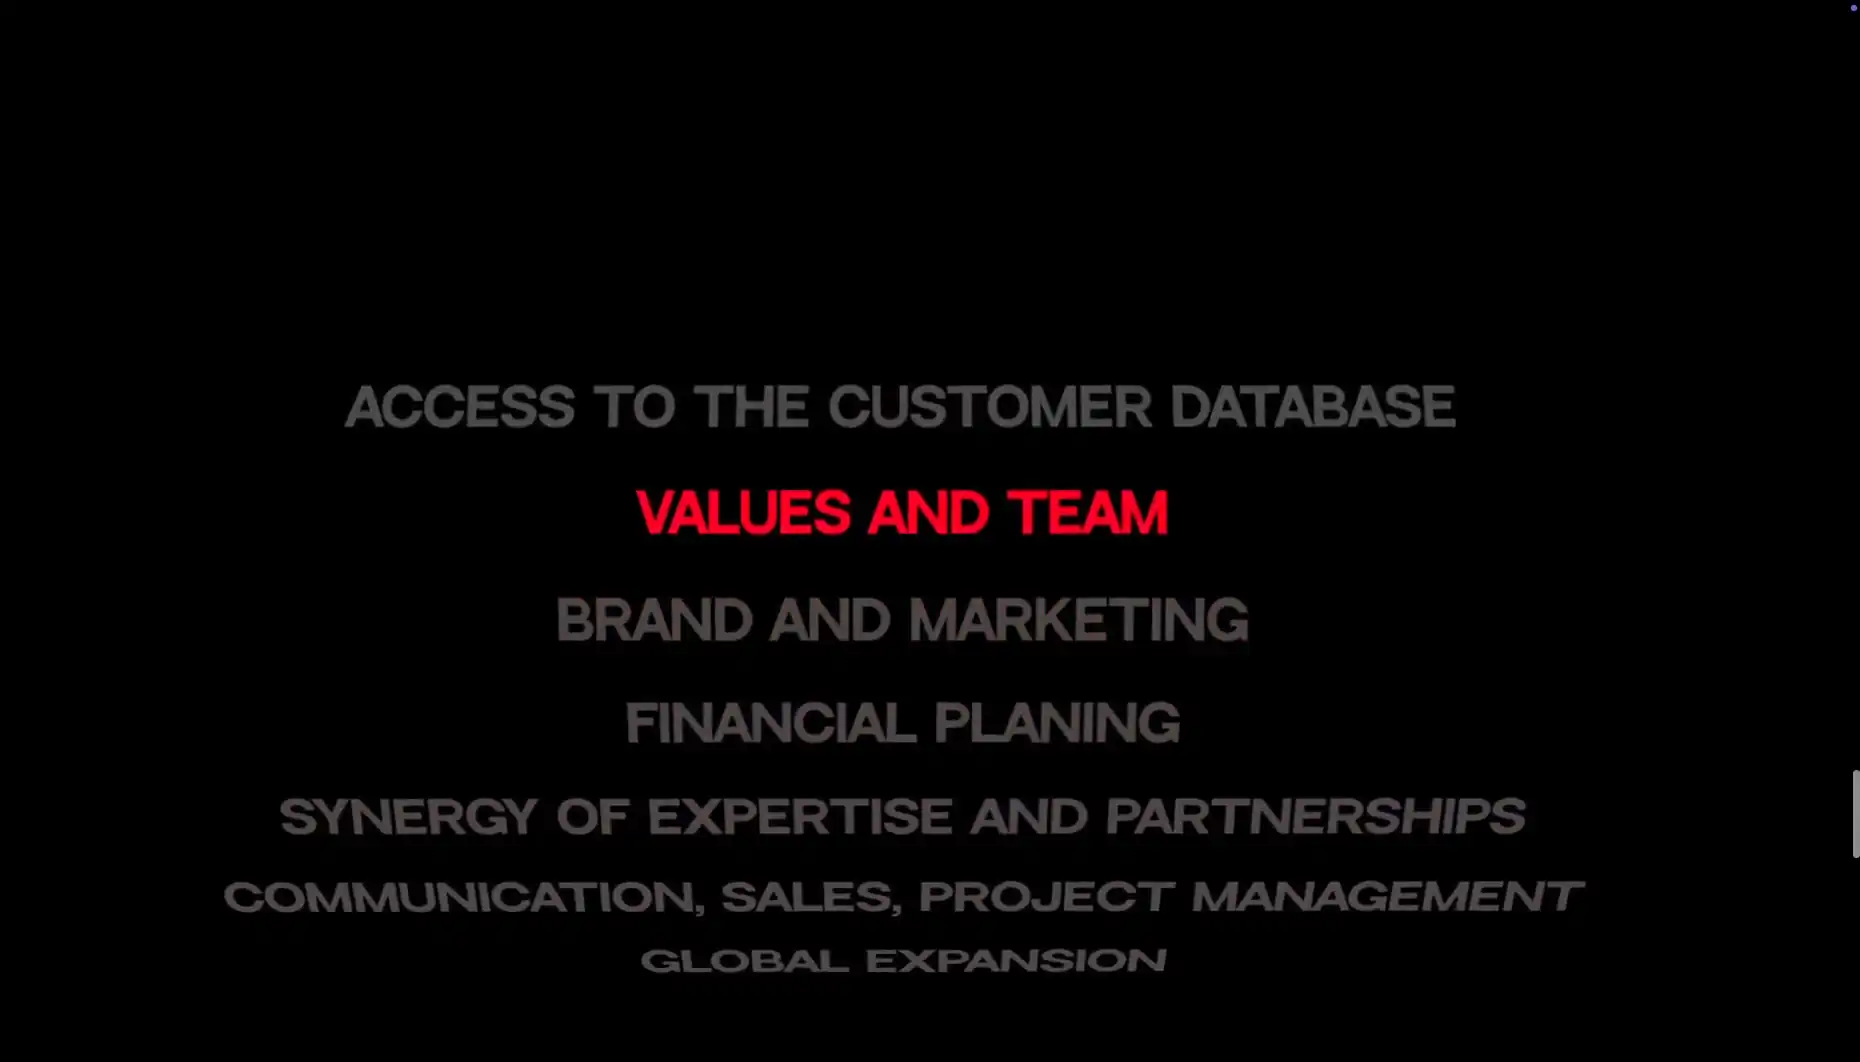 ACCESS TO THE CUSTOMER DATABASE
VALUES AND TEAM
BRAND AND MARKETING
FINANCIAL PLANING
SYNERGY OF EXPERTISE AND PARTNERSHIPS
COMMUNICATION, SALES, PROJECT MANAGEMENT
GLOBAL EXPANSION